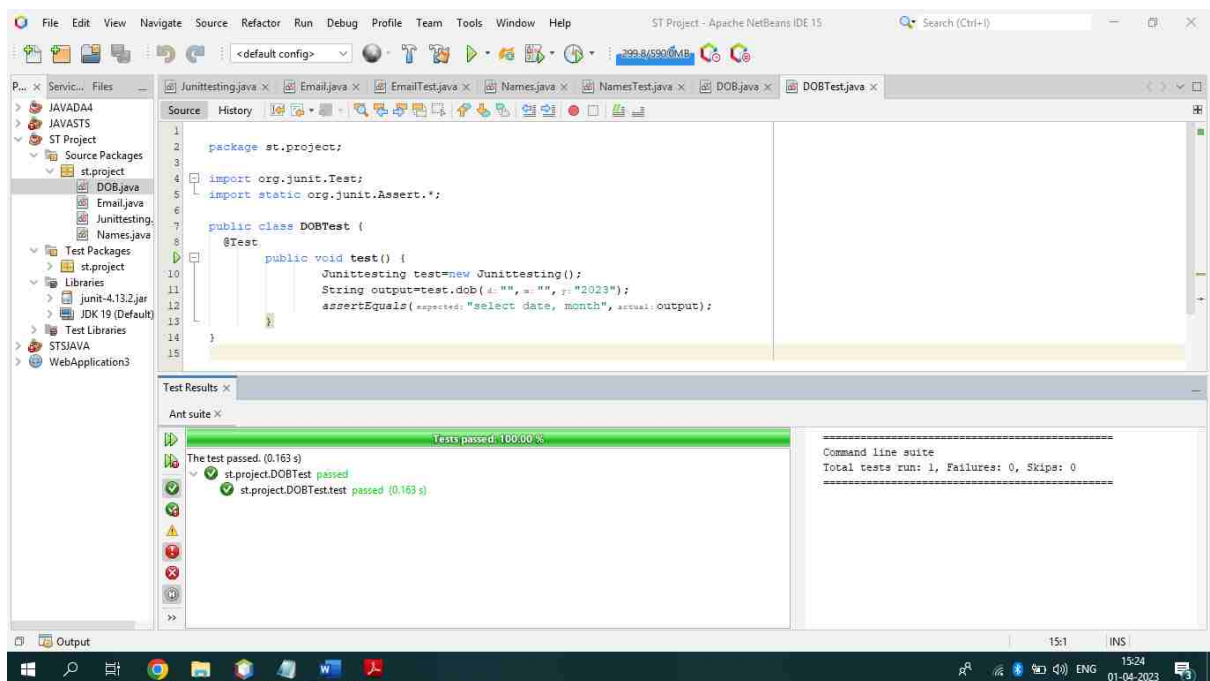 File Edit View Navigate Source Refactor Run Debug Profile Team Tools Window Help ST Project - Apache NetBeans IDE 15 Search (Ctrl+I)
<default config> 299.8/590.0MB
P... × Servic... Files Junittesting.java × Email.java × EmailTest.java × Names.java × NamesTest.java × DOB.java × DOBTest.java ×
Source History
JAVADA4
JAVASTS
ST Project
Source Packages
st.project
DOB.java
Email.java
Junittesting.
Names.java
Test Packages
st.project
Libraries
junit-4.13.2.jar
JDK 19 (Default)
Test Libraries
STSJAVA
WebApplication3
1
2 package st.project;
3
4 import org.junit.Test;
5 import static org.junit.Assert.*;
6
7 public class DOBTest {
8 @Test
public void test() {
10 Junittesting test=new Junittesting();
11 String output=test.dob( d: "", m: "", y: "2023");
12 assertEquals( expected: "select date, month", actual: output);
13 }
14 }
15
Test Results ×
Ant suite ×
Tests passed: 100.00 %
The test passed. (0.163 s)
st.project.DOBTest passed
st.project.DOBTest.test passed (0.163 s)
===============================================
Command line suite
Total tests run: 1, Failures: 0, Skips: 0
===============================================
Output 15:1 INS
ENG 15:24
01-04-2023